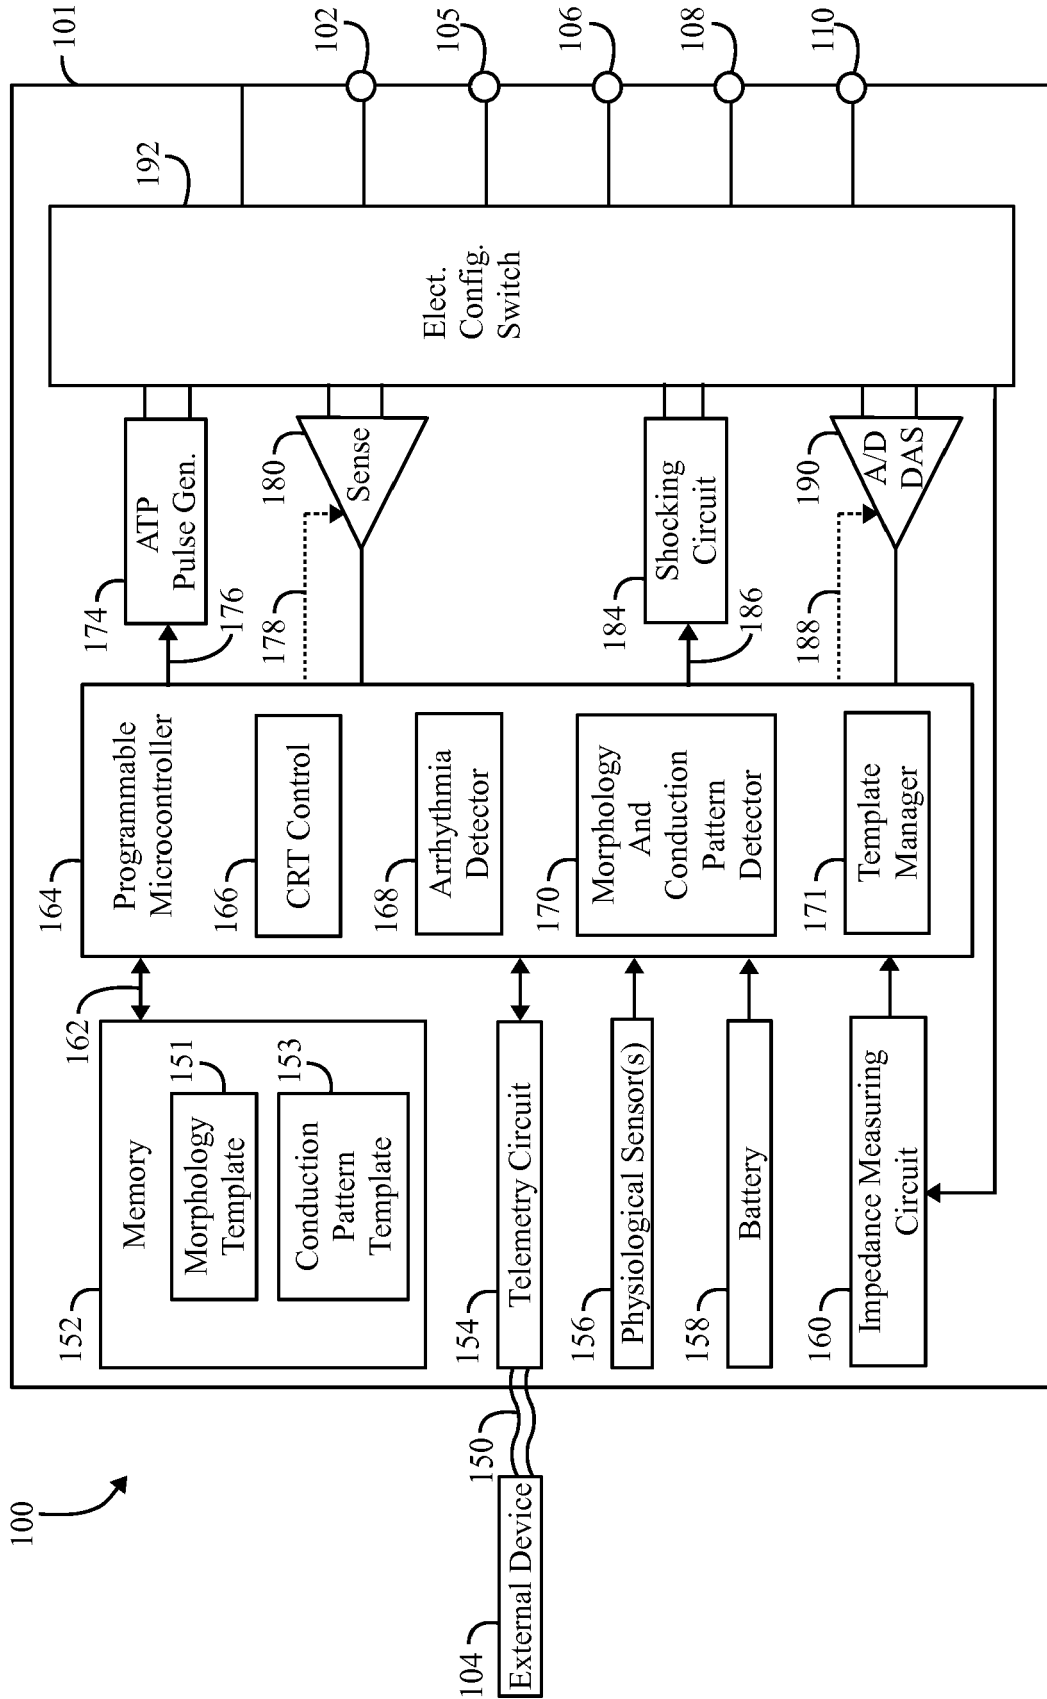 100
101
102
105
106
108
110
192
Elect.
Config.
Switch
174
ATP
Pulse Gen.
176
178
180
Sense
184
Shocking
Circuit
186
188
190
A/D
DAS
164
Programmable
Microcontroller
166
CRT Control
168
Arrhythmia
Detector
170
Morphology
And
Conduction
Pattern
Detector
171
Template
Manager
162
152
Memory
151
Morphology
Template
153
Conduction
Pattern
Template
154
Telemetry Circuit
156
Physiological Sensor(s)
158
Battery
160
Impedance Measuring
Circuit
150
104
External Device